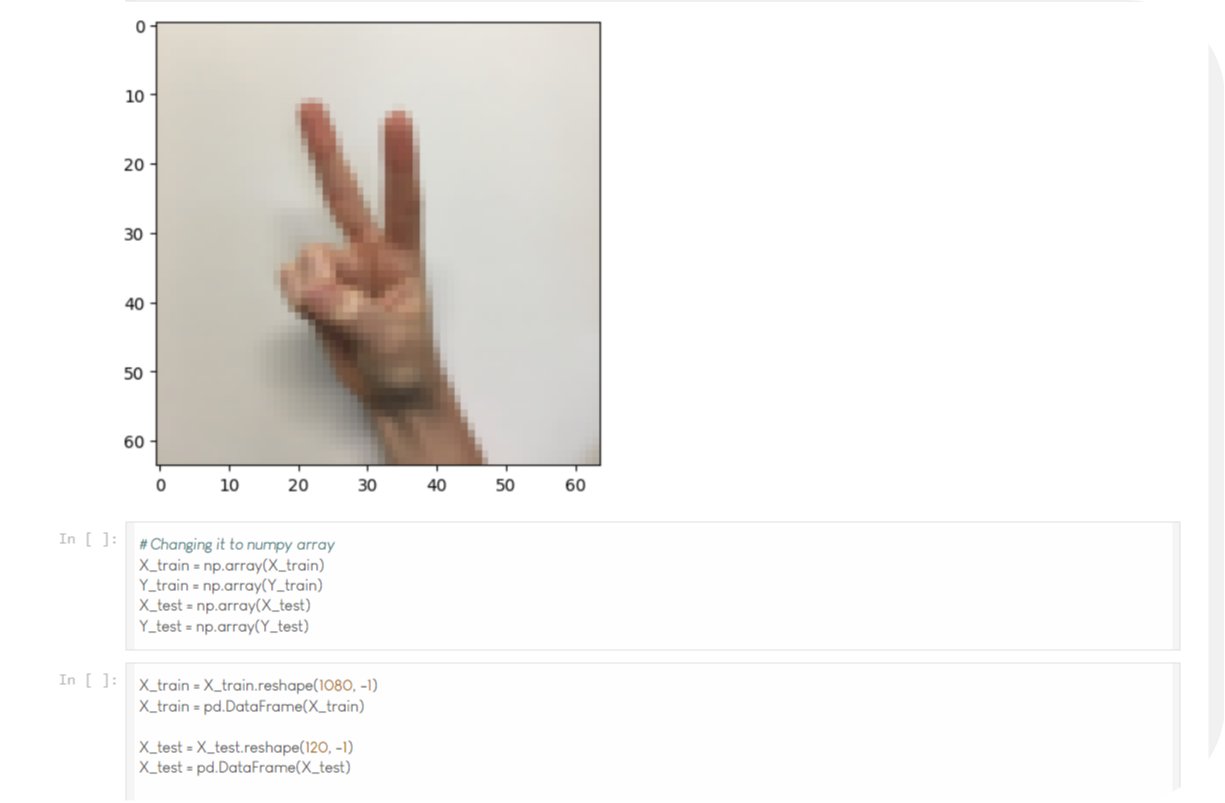 0
10
20
30
40
50
60
0 10 20 30 40 50 60
In [ ]:
# Changing it to numpy array
X_train = np.array(X_train)
Y_train = np.array(Y_train)
X_test = np.array(X_test)
Y_test = np.array(Y_test)
In [ ]:
X_train = X_train.reshape(1080, -1)
X_train = pd.DataFrame(X_train)
X_test = X_test.reshape(120, -1)
X_test = pd.DataFrame(X_test)